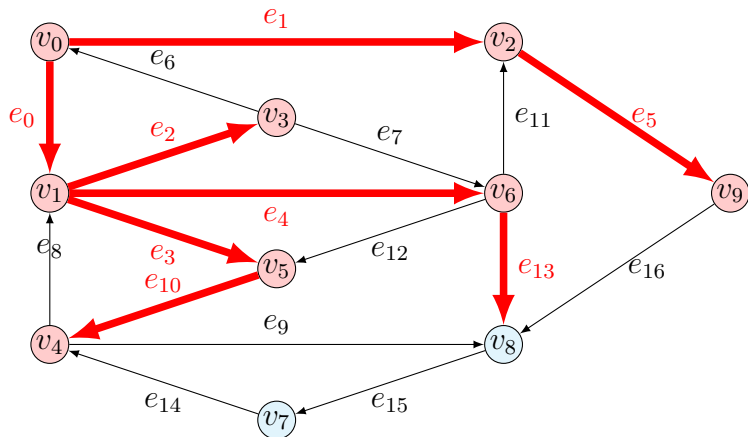 e₁
v₀
v₂
e₆
e₀
e₂
v₃
e₇
e₁₁
e₅
v₁
v₆
v₉
e₄
e₃
e₈
e₁₀
v₅
e₁₂
e₁₃
e₁₆
e₉
v₄
v₈
e₁₄
e₁₅
v₇